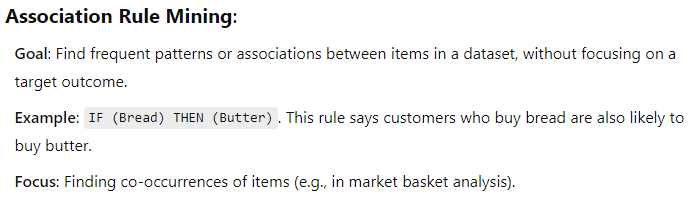 Association Rule Mining:
Goal: Find frequent patterns or associations between items in a dataset, without focusing on a
target outcome.
Example: IF (Bread) THEN (Butter). This rule says customers who buy bread are also likely to
buy butter.
Focus: Finding co-occurrences of items (e.g., in market basket analysis).